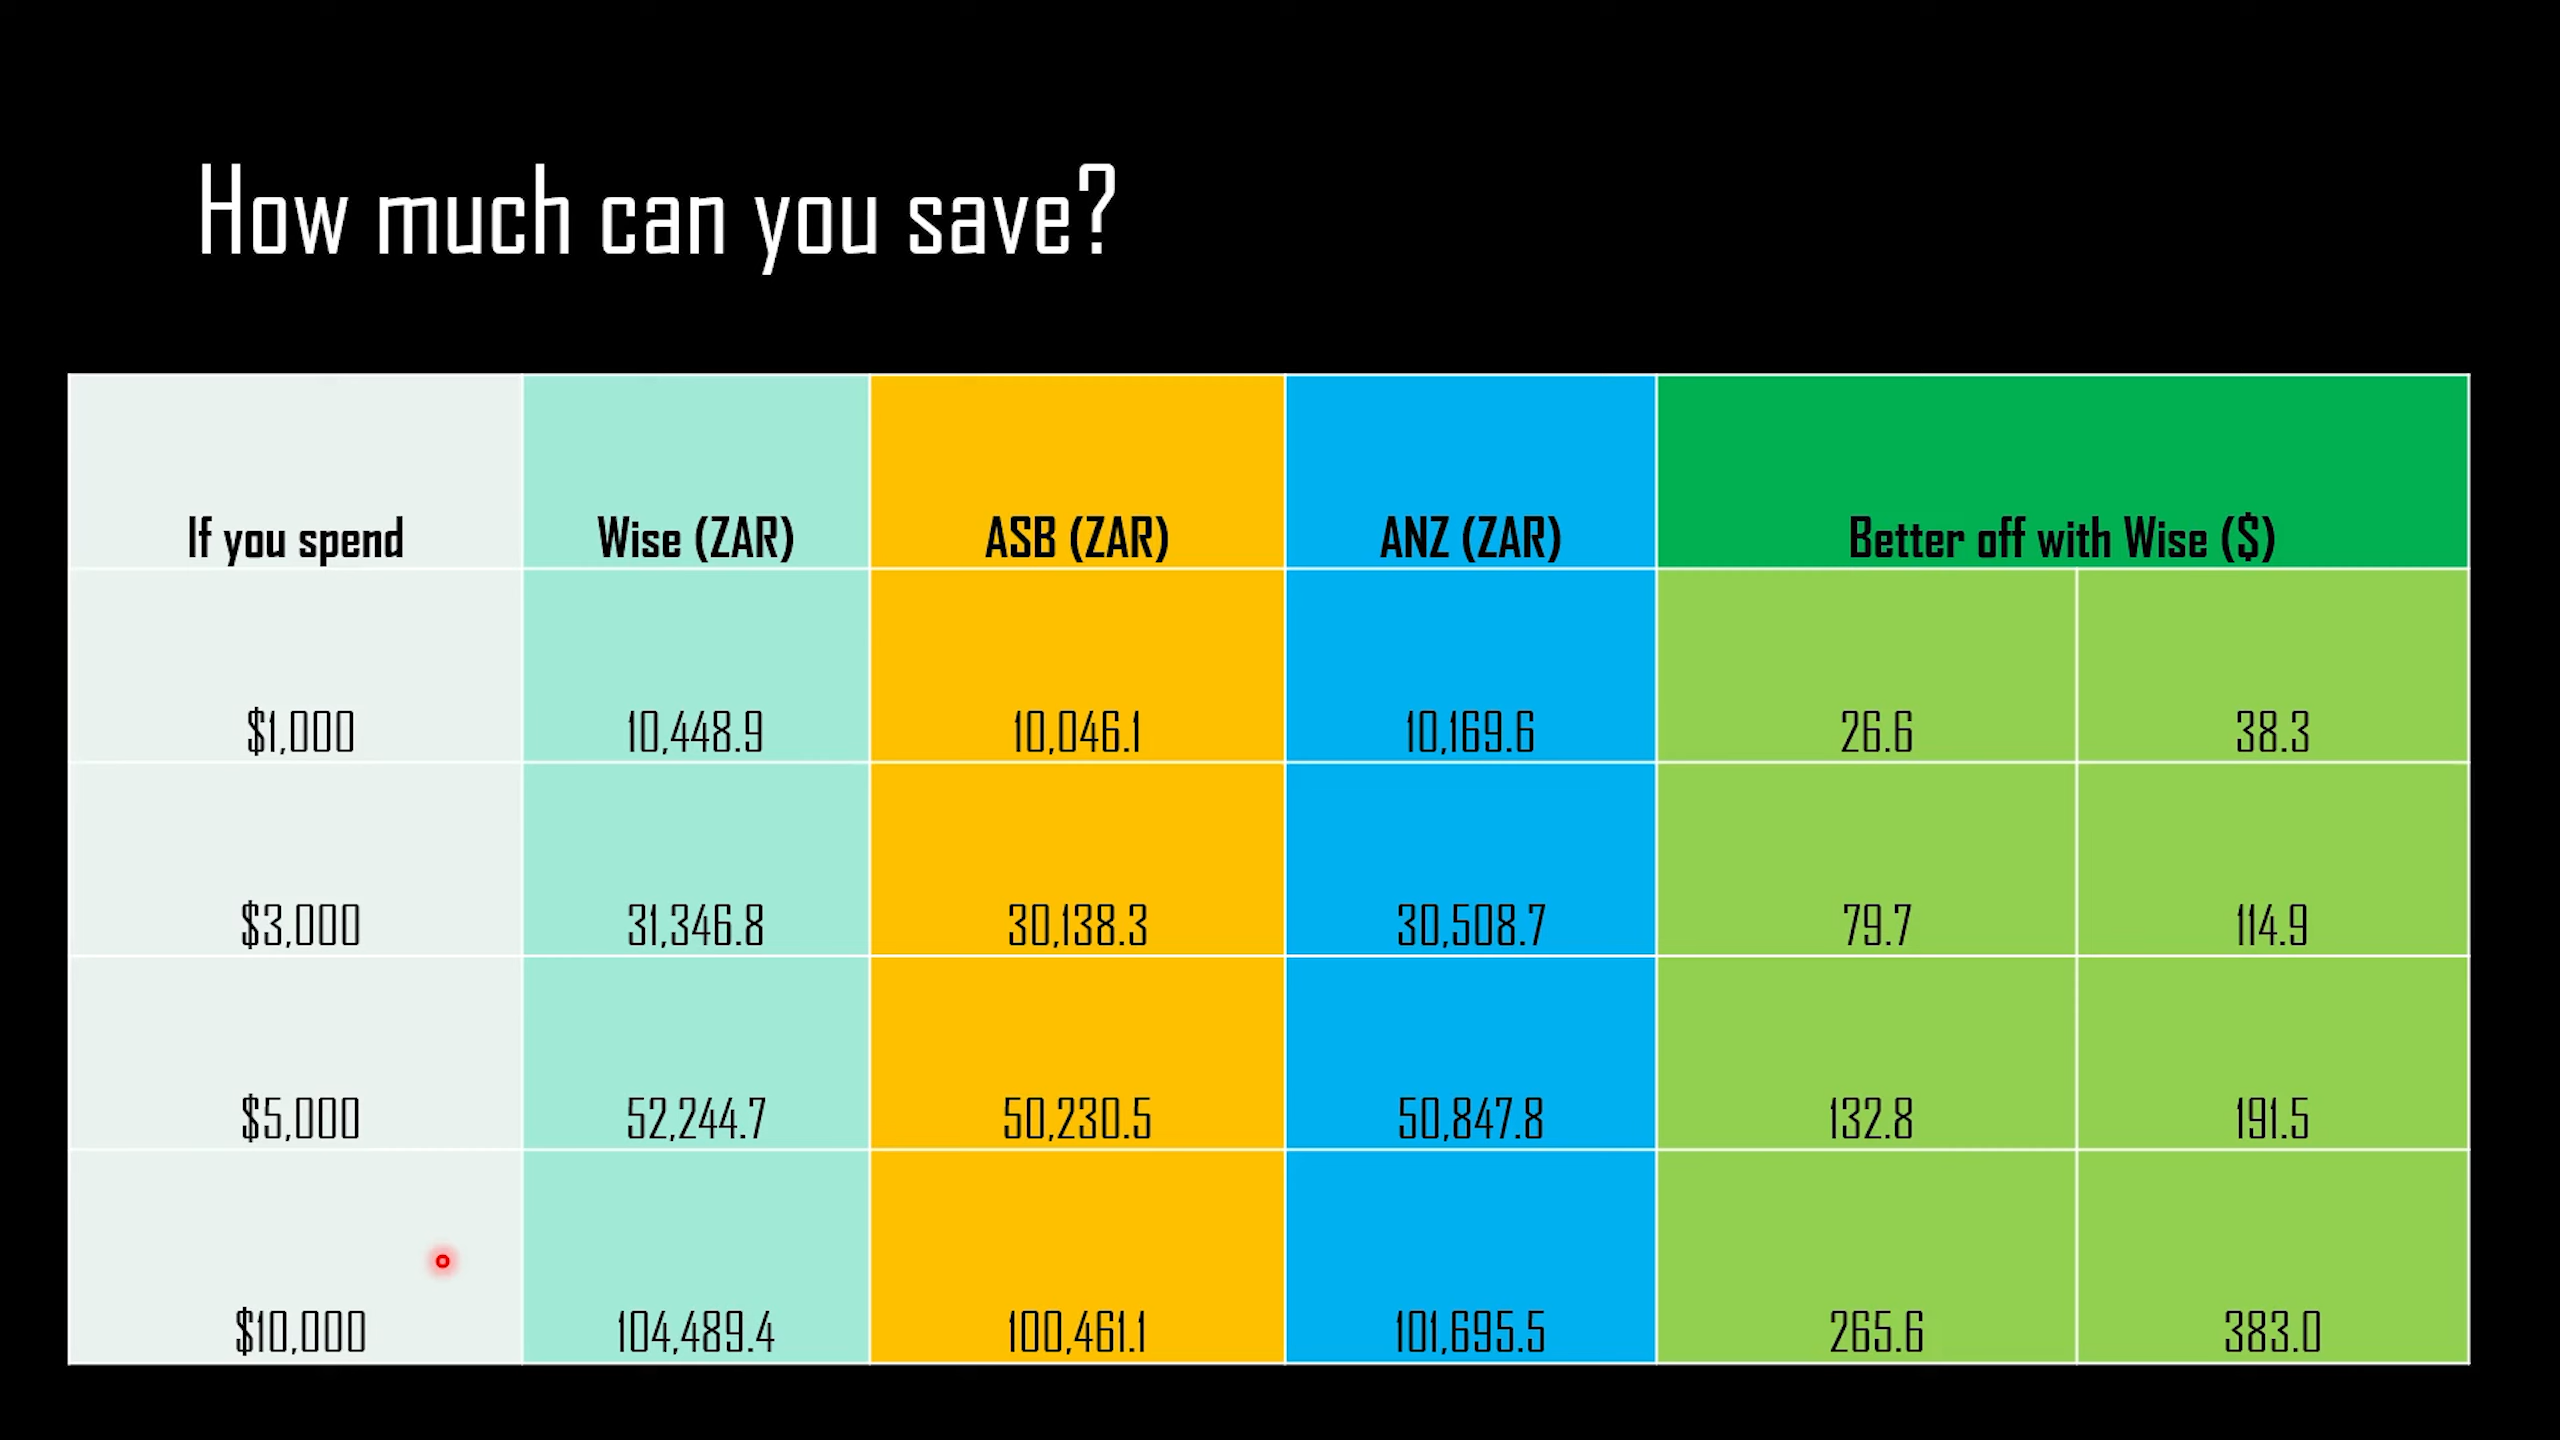 How much can you save?
If you spend Wise (ZAR) ASB (ZAR) ANZ (ZAR) Better off with Wise ($)
$1,000 10,448.9 10,046.1 10,169.6 26.6 38.3
$3,000 31,346.8 30,138.3 30,508.7 79.7 114.9
$5,000 52,244.7 50,230.5 50,847.8 132.8 191.5
$10,000 104,489.4 100,461.1 101,695.5 265.6 383.0